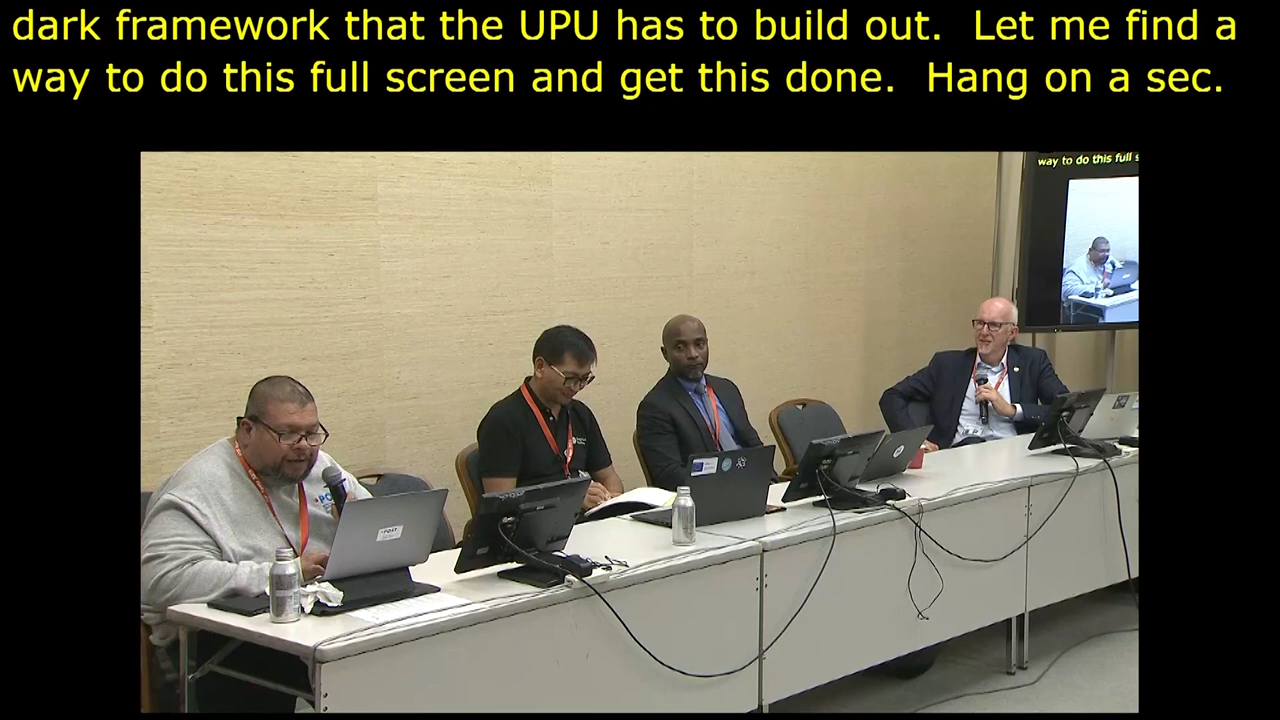 dark framework that the UPU has to build out.  Let me find a
way to do this full screen and get this done.  Hang on a sec.
way to do this full s
POST